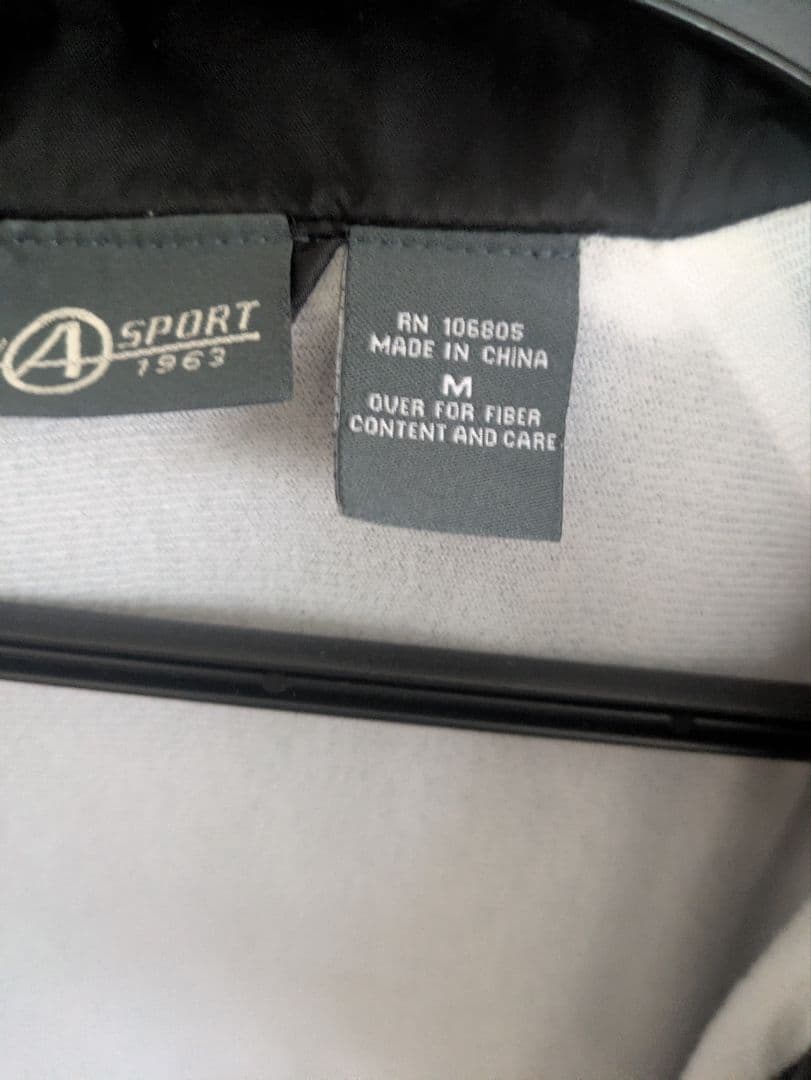 A SPORT
1963
RN 106805
MADE IN CHINA
M
OVER FOR FIBER
CONTENT AND CARE